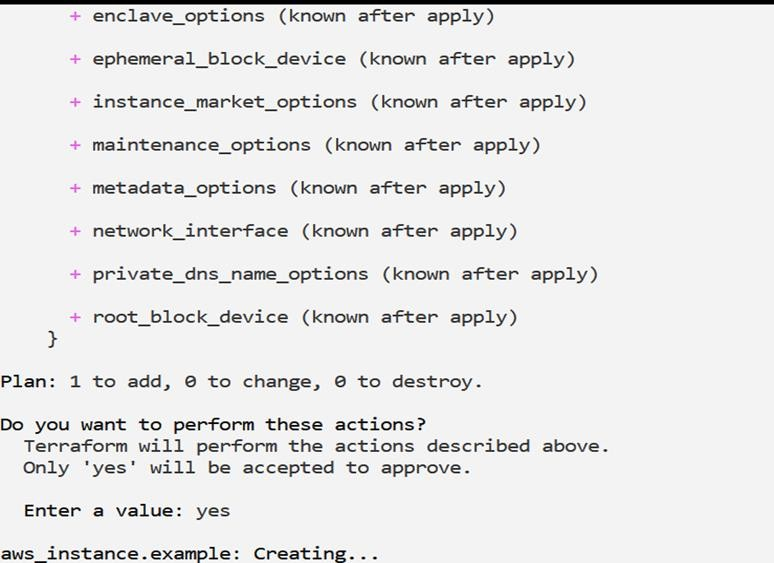 + enclave_options (known after apply)
+ ephemeral_block_device (known after apply)
+ instance_market_options (known after apply)
+ maintenance_options (known after apply)
+ metadata_options (known after apply)
+ network_interface (known after apply)
+ private_dns_name_options (known after apply)
+ root_block_device (known after apply)
}
Plan: 1 to add, 0 to change, 0 to destroy.
Do you want to perform these actions?
Terraform will perform the actions described above.
Only 'yes' will be accepted to approve.
Enter a value: yes
aws_instance.example: Creating...